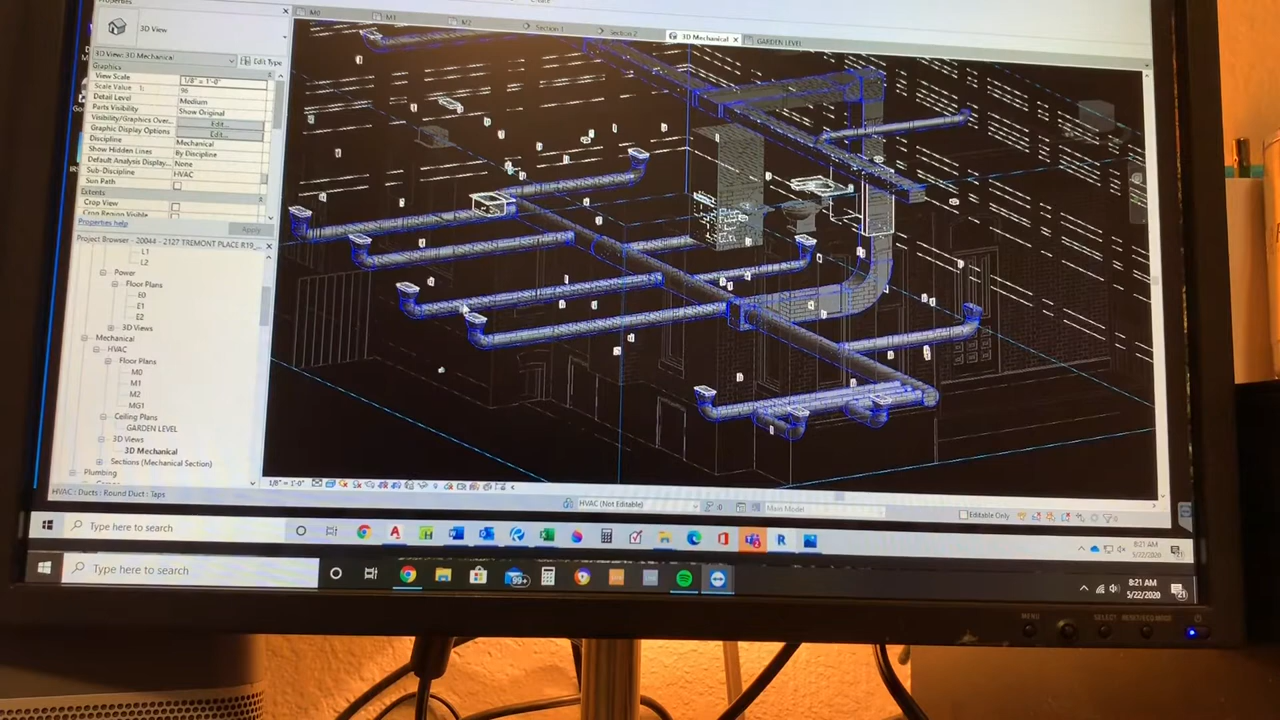 Properties
M0
M1
M2
Section 1
Section 2
3D Mechanical
GARDEN LEVEL
3D View
3D View: 3D Mechanical
Edit Type
Graphics
View Scale 1/8" = 1'-0"
Scale Value 1: 96
Detail Level Medium
Parts Visibility Show Original
Visibility/Graphics Over... Edit...
Graphic Display Options Edit...
Discipline Mechanical
Show Hidden Lines By Discipline
Default Analysis Display... None
Sub-Discipline HVAC
Sun Path
Extents
Crop View
Crop Region Visible
Properties help
Apply
Project Browser - 20044 - 2127 TREMONT PLACE R19_...
L1
L2
Power
Floor Plans
E0
E1
E2
3D Views
Mechanical
HVAC
Floor Plans
M0
M1
M2
MG1
Ceiling Plans
GARDEN LEVEL
3D Views
3D Mechanical
Sections (Mechanical Section)
Plumbing
1/8" = 1'-0"
HVAC : Ducts : Round Duct : Taps
HVAC (Not Editable)
:0
Main Model
Editable Only
Type here to search
8:21 AM
5/22/2020
Type here to search
99+
8:21 AM
5/22/2020
21
MENU
SELECT